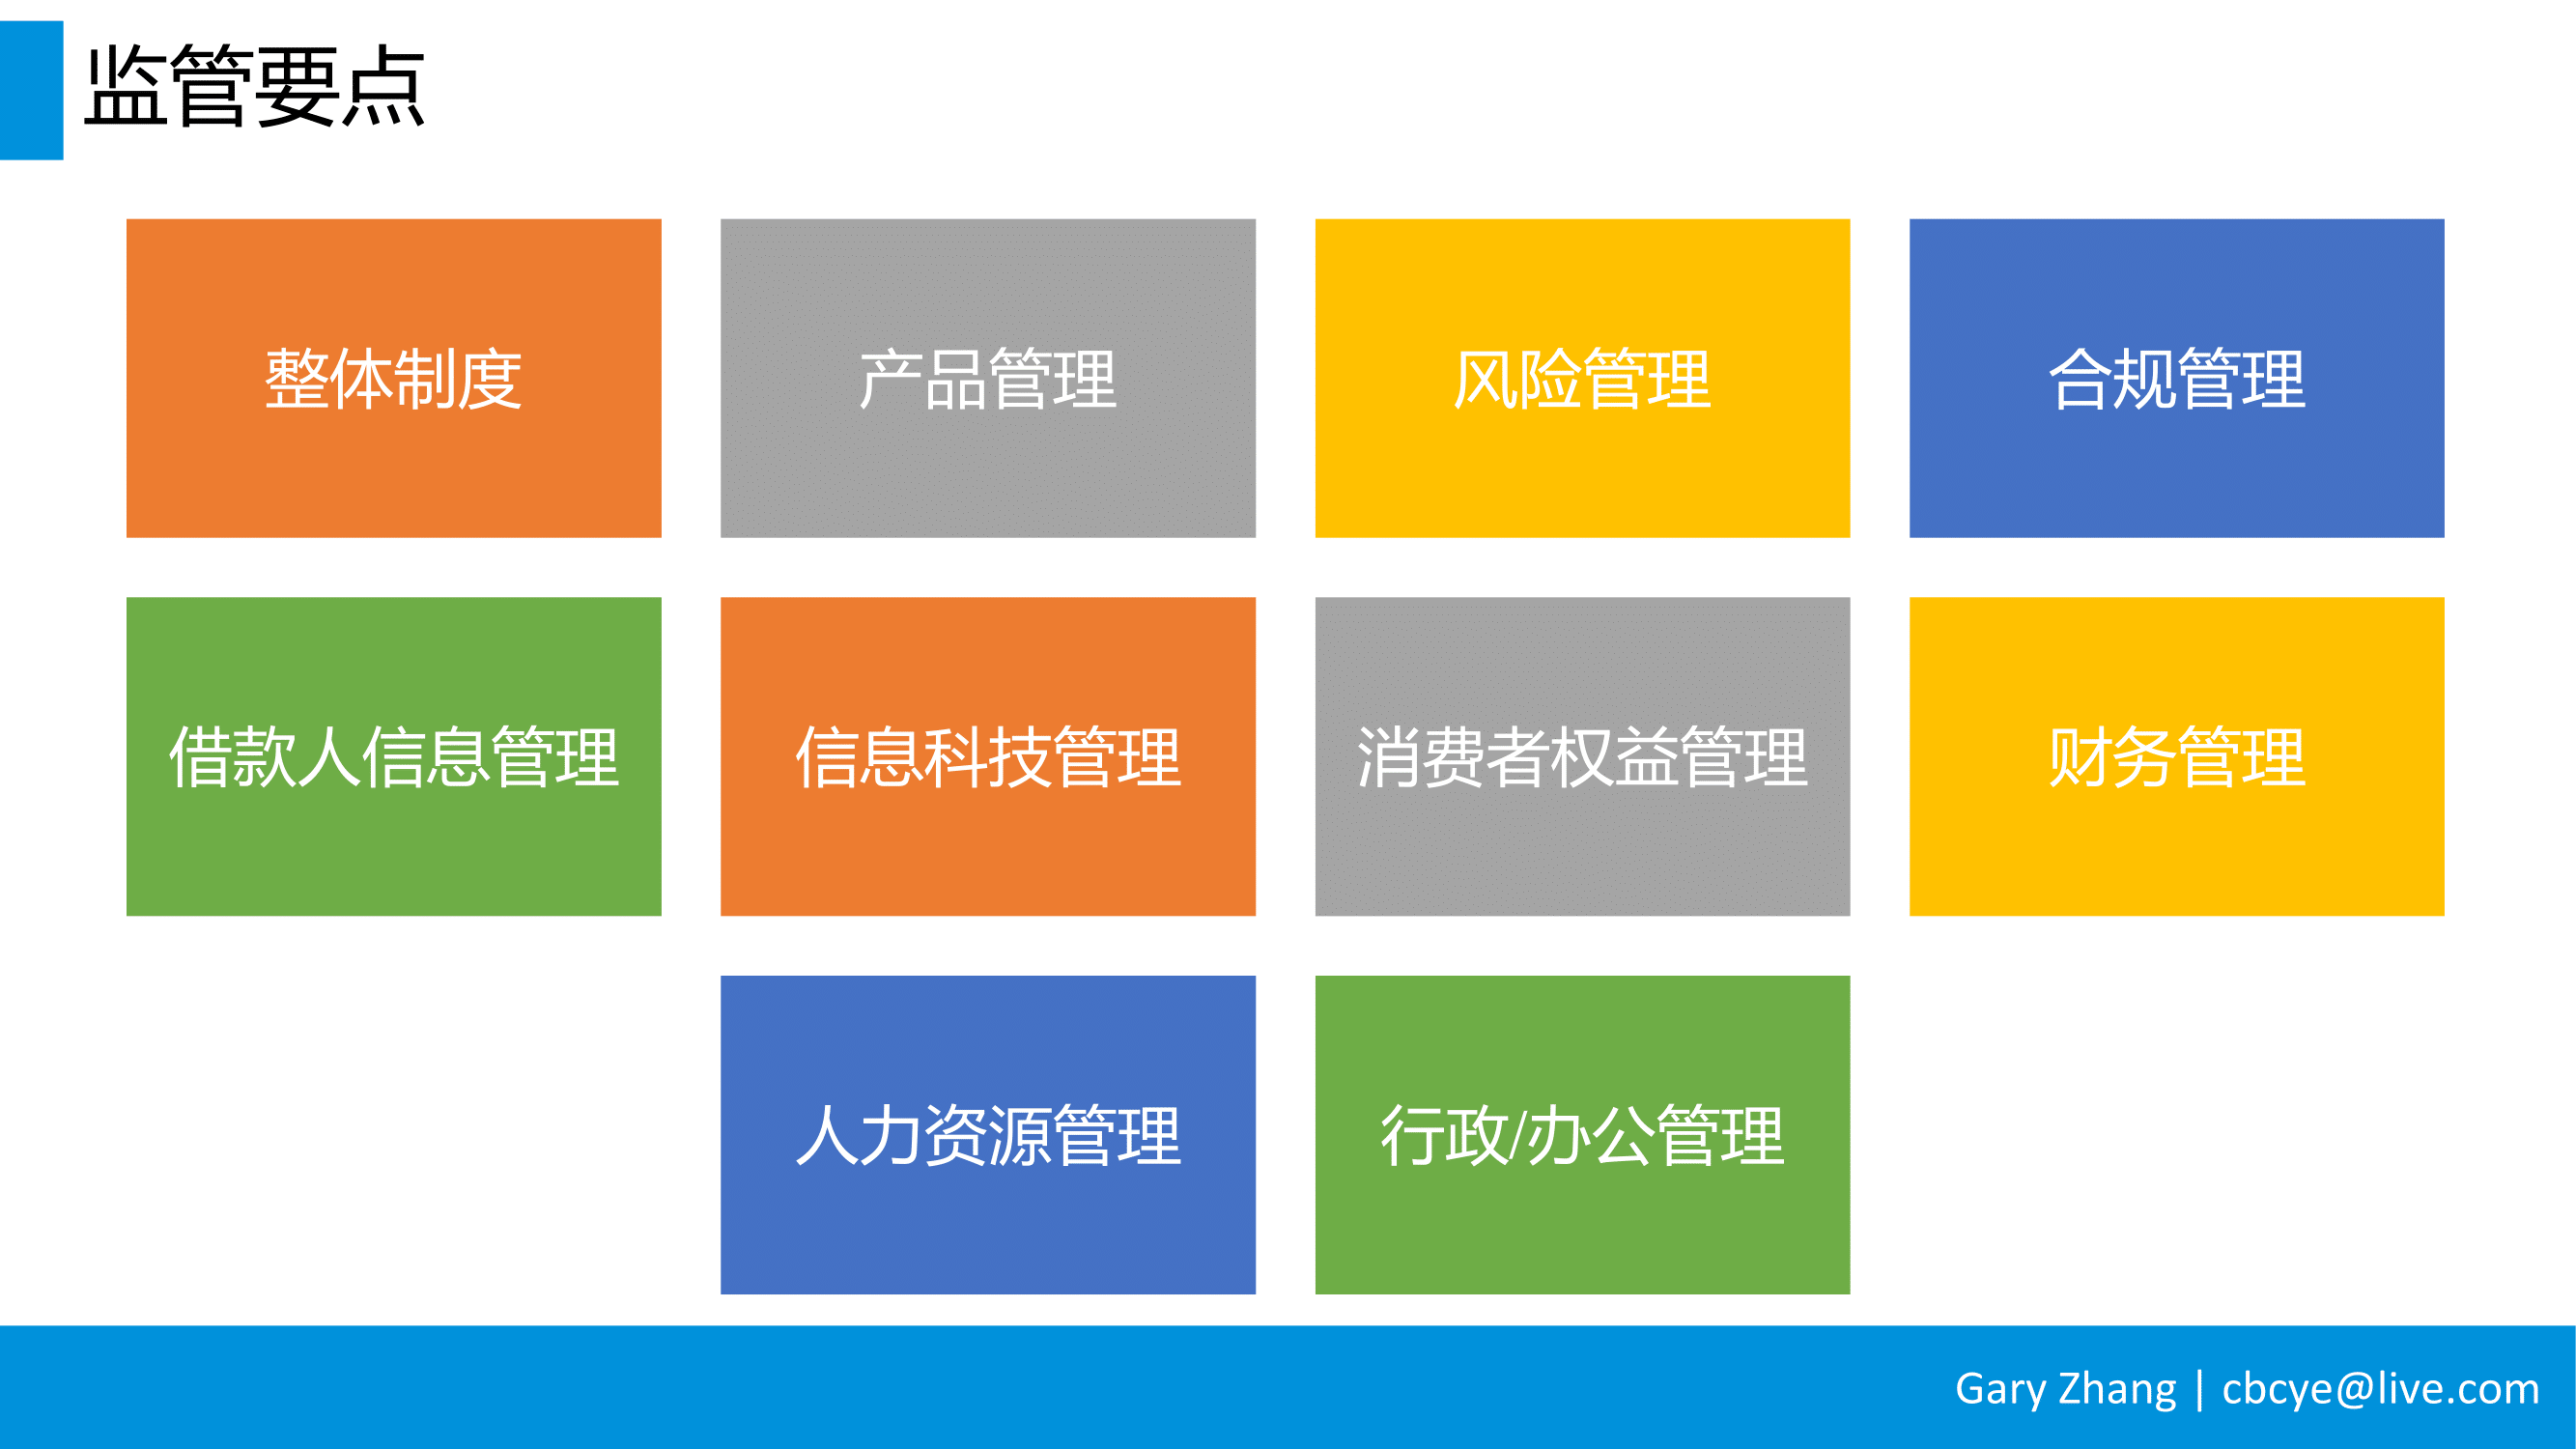 监管要点
整体制度
产品管理
风险管理
合规管理
借款人信息管理
信息科技管理
消费者权益管理
财务管理
人力资源管理
行政/办公管理
Gary Zhang | cbcye@live.com